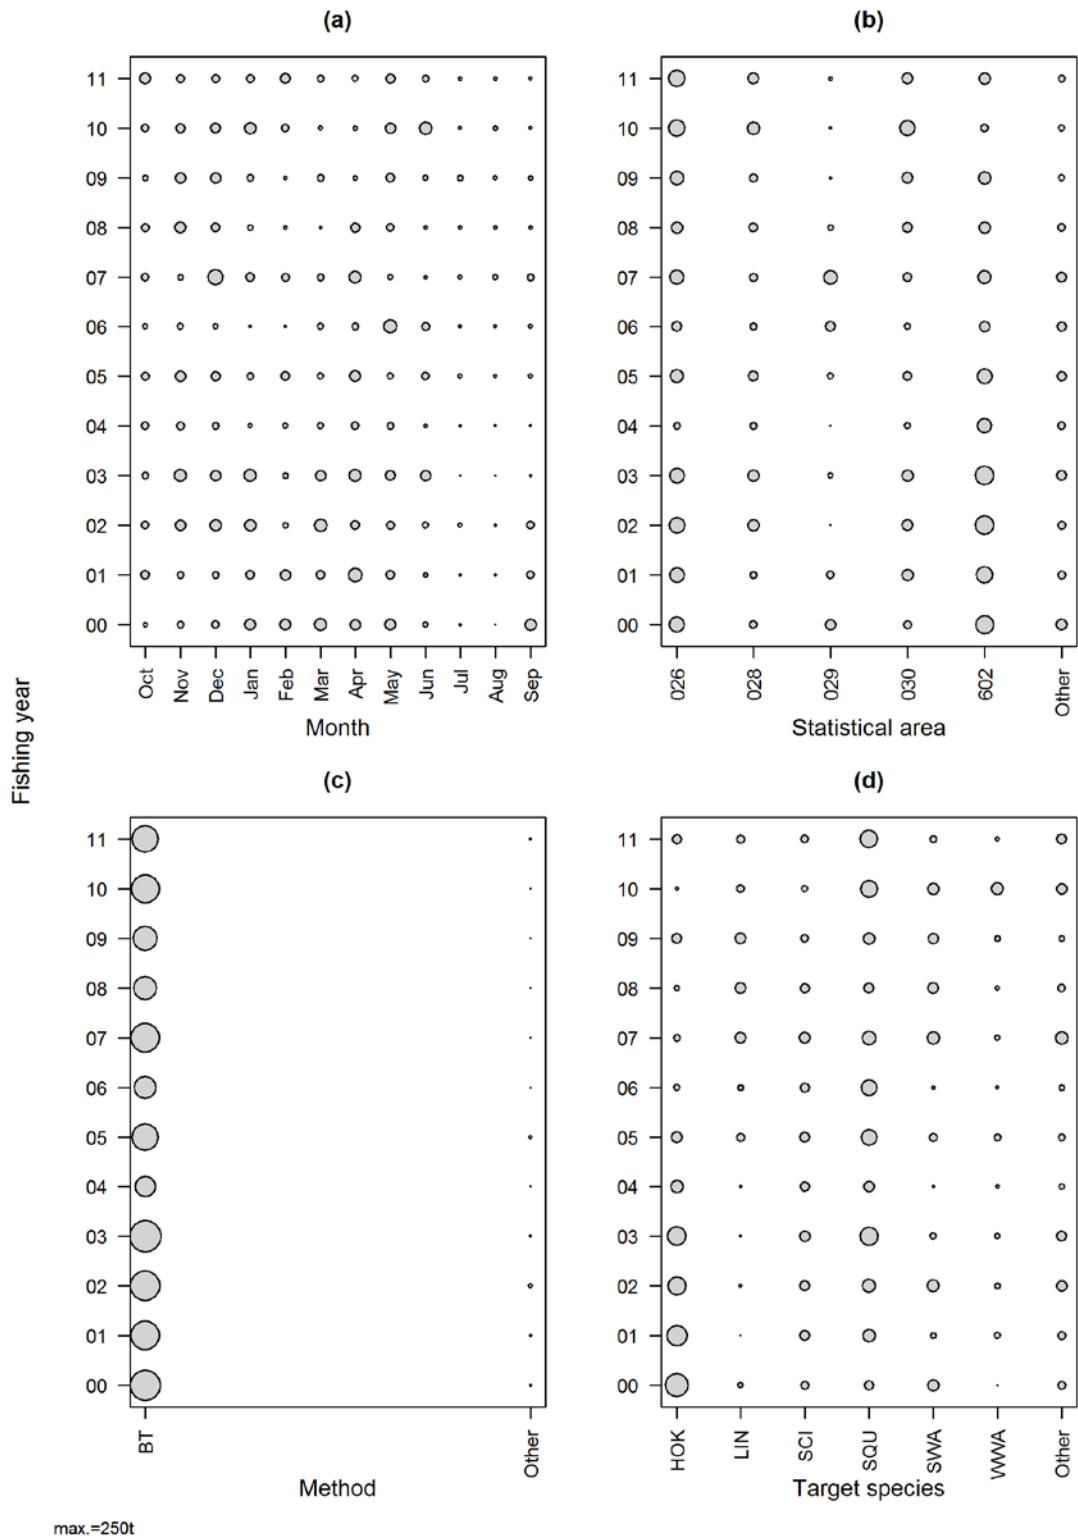 (a)
(b)
11
10
09
08
07
06
05
04
03
02
01
00
11
10
09
08
07
06
05
04
03
02
01
00
Oct
Nov
Dec
Jan
Feb
Mar
Apr
May
Jun
Jul
Aug
Sep
026
028
029
030
602
Other
Month
Statistical area
Fishing year
(c)
(d)
11
10
09
08
07
06
05
04
03
02
01
00
11
10
09
08
07
06
05
04
03
02
01
00
BT
Other
HOK
LIN
SCI
SQU
SWA
WWA
Other
Method
Target species
max.=250t